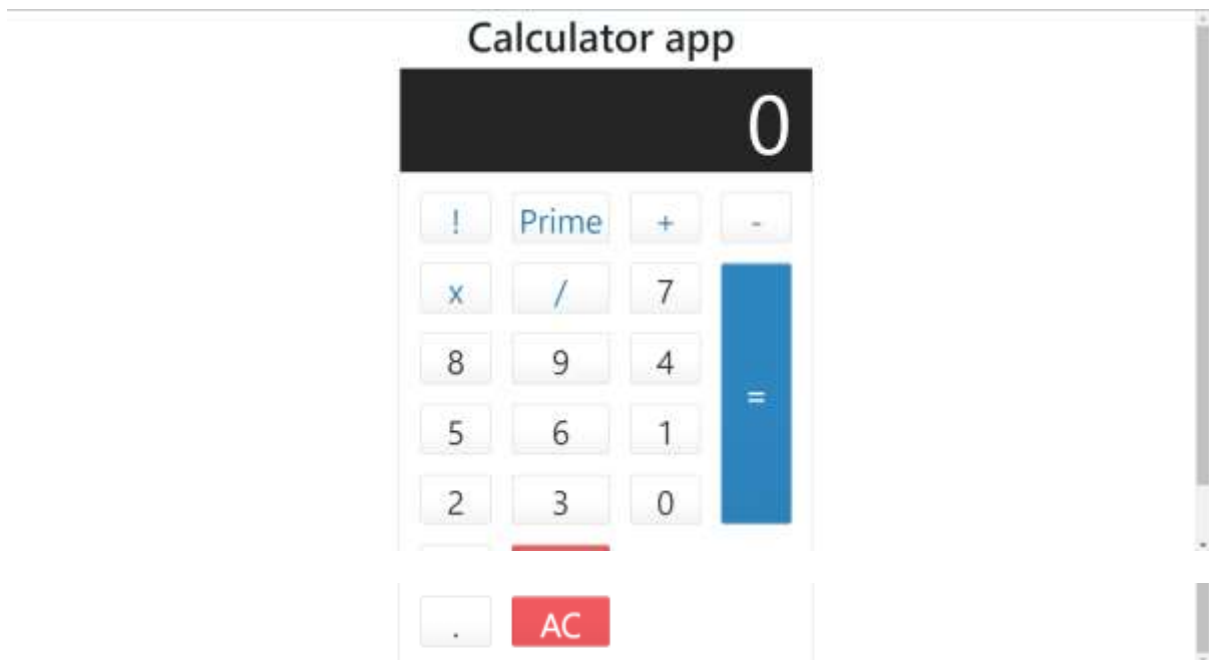 Calculator app
0
! Prime + -
x / 7
8 9 4
=
5 6 1
2 3 0
. AC